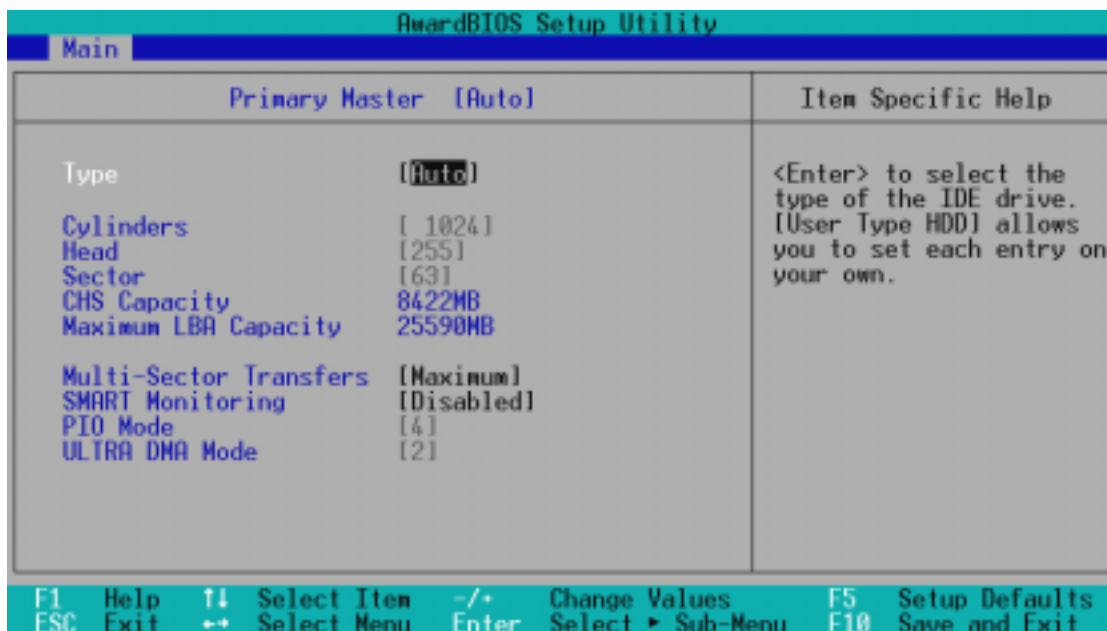 AwardBIOS Setup Utility
Main
Primary Master [Auto]
Item Specific Help
Type [Auto]
Cylinders [ 1024]
Head [255]
Sector [63]
CHS Capacity 8422MB
Maximum LBA Capacity 25590MB
Multi-Sector Transfers [Maximum]
SMART Monitoring [Disabled]
PIO Mode [4]
ULTRA DMA Mode [2]
<Enter> to select the
type of the IDE drive.
[User Type HDD] allows
you to set each entry on
your own.
F1 Help ↑↓ Select Item -/+ Change Values F5 Setup Defaults
ESC Exit ←→ Select Menu Enter Select ► Sub-Menu F10 Save and Exit